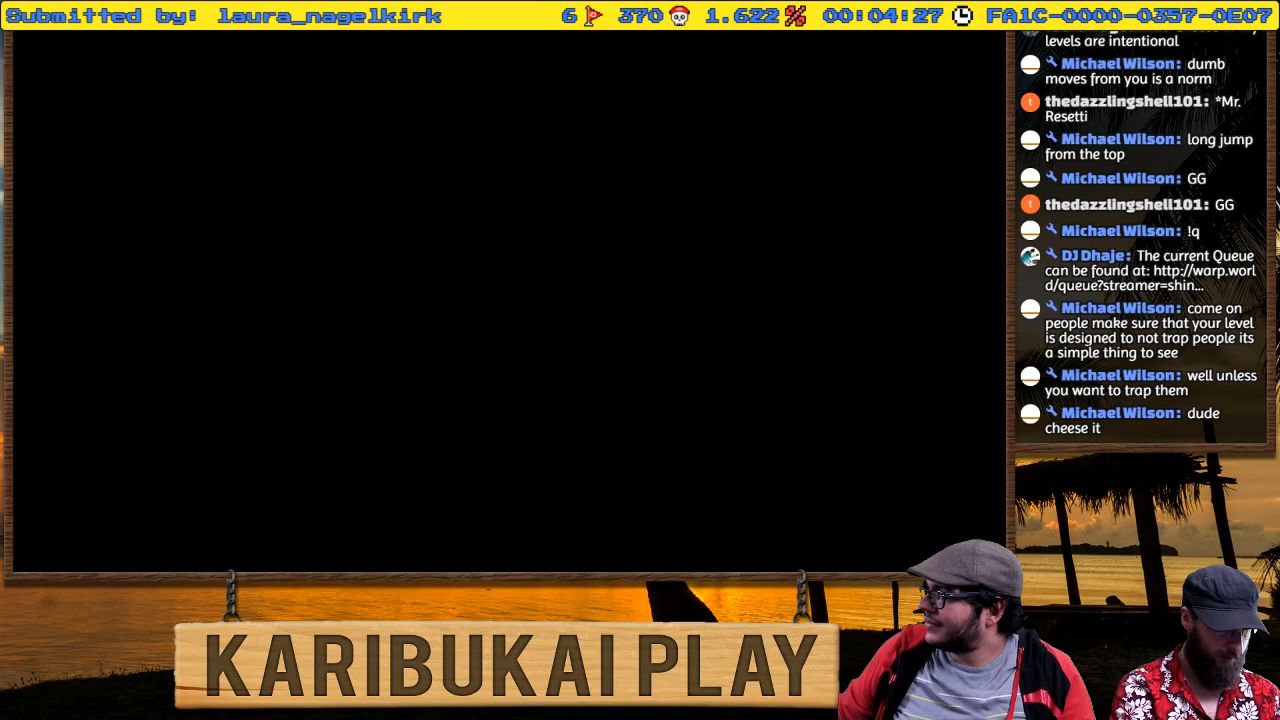 Submitted by: laura_nagelkirk 6 370 1.622 00:04:27 FA1C-0000-0357-0E07
levels are intentional
Michael Wilson: dumb
moves from you is a norm
t thedazzlingshell101: *Mr.
Resetti
Michael Wilson: long jump
from the top
Michael Wilson: GG
t thedazzlingshell101: GG
Michael Wilson: !q
DJ Dhaje: The current Queue
can be found at: http://warp.worl
d/queue?streamer=shin...
Michael Wilson: come on
people make sure that your level
is designed to not trap people its
a simple thing to see
Michael Wilson: well unless
you want to trap them
Michael Wilson: dude
cheese it
KARIBUKAI PLAY